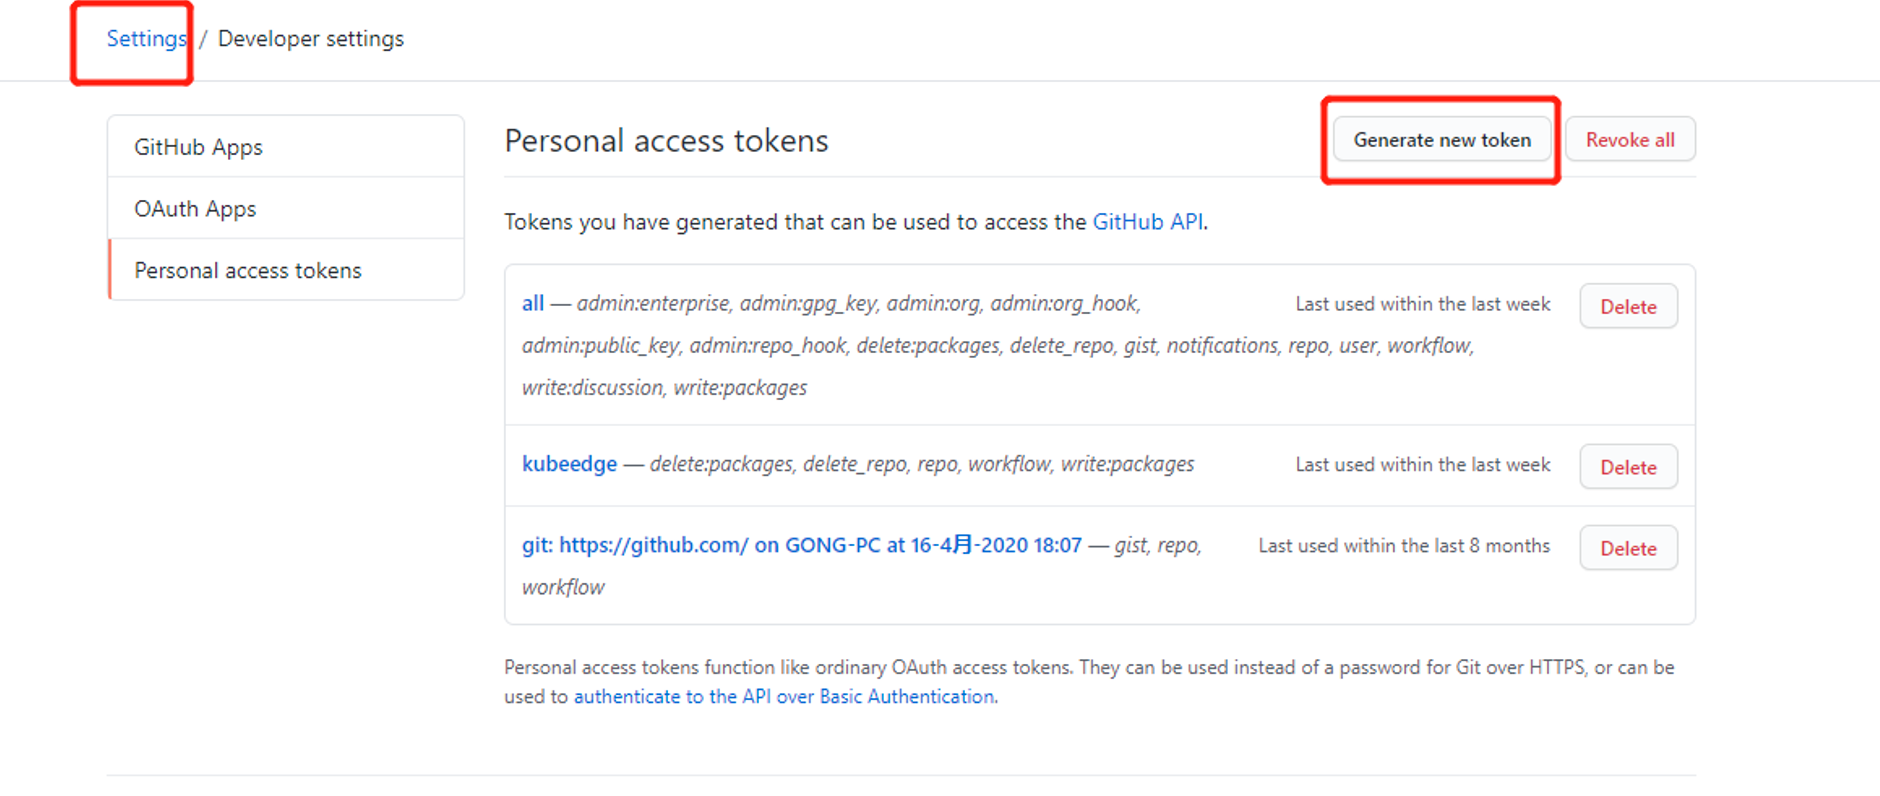 Settings / Developer settings
GitHub Apps
OAuth Apps
Personal access tokens
Personal access tokens
Generate new token
Revoke all
Tokens you have generated that can be used to access the GitHub API.
all — admin:enterprise, admin:gpg_key, admin:org, admin:org_hook,
admin:public_key, admin:repo_hook, delete:packages, delete_repo, gist, notifications, repo, user, workflow,
write:discussion, write:packages
Last used within the last week
Delete
kubeedge — delete:packages, delete_repo, repo, workflow, write:packages
Last used within the last week
Delete
git: https://github.com/ on GONG-PC at 16-4月-2020 18:07 — gist, repo,
workflow
Last used within the last 8 months
Delete
Personal access tokens function like ordinary OAuth access tokens. They can be used instead of a password for Git over HTTPS, or can be
used to authenticate to the API over Basic Authentication.